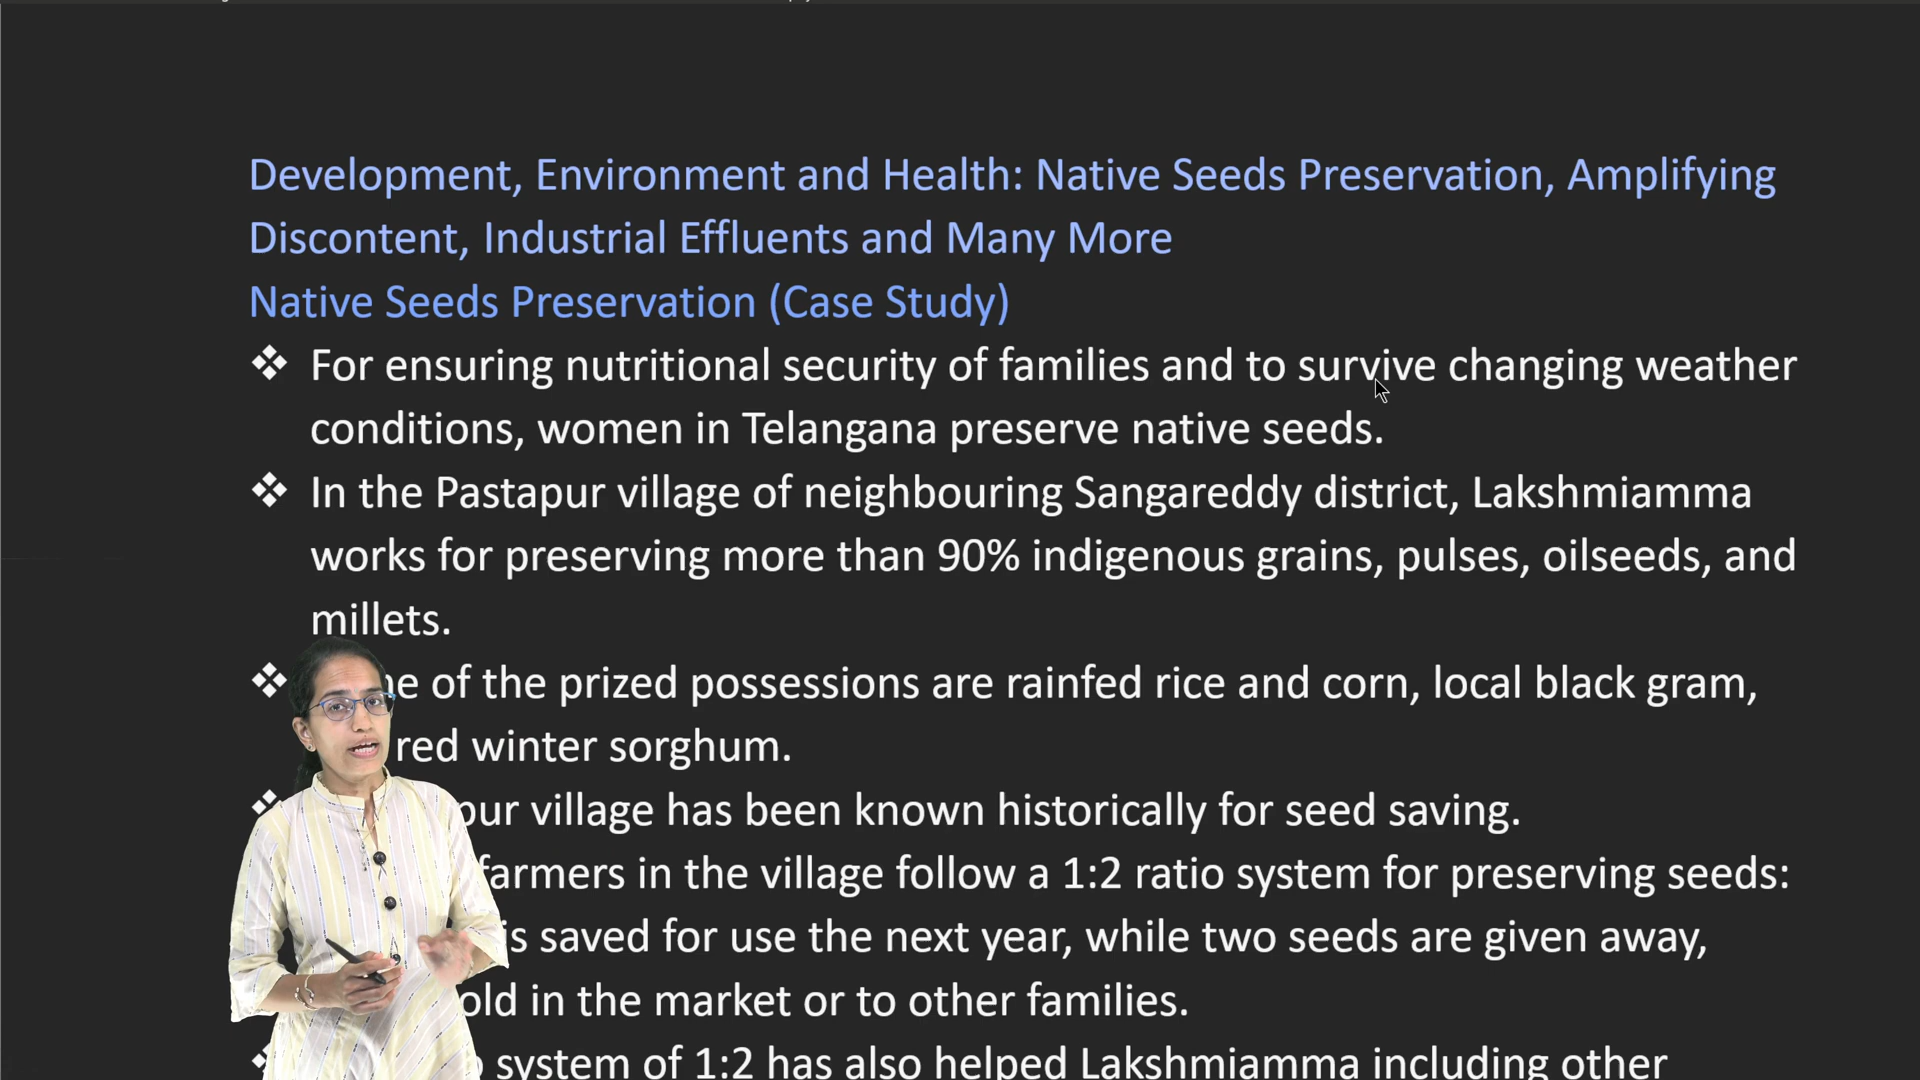 Development, Environment and Health: Native Seeds Preservation, Amplifying
Discontent, Industrial Effluents and Many More
Native Seeds Preservation (Case Study)
❖ For ensuring nutritional security of families and to survive changing weather
conditions, women in Telangana preserve native seeds.
❖ In the Pastapur village of neighbouring Sangareddy district, Lakshmiamma
works for preserving more than 90% indigenous grains, pulses, oilseeds, and
millets.
❖ of the prized possessions are rainfed rice and corn, local black gram,
red winter sorghum.
❖ village has been known historically for seed saving.
farmers in the village follow a 1:2 ratio system for preserving seeds:
is saved for use the next year, while two seeds are given away,
in the market or to other families.
❖ system of 1:2 has also helped Lakshmiamma including other